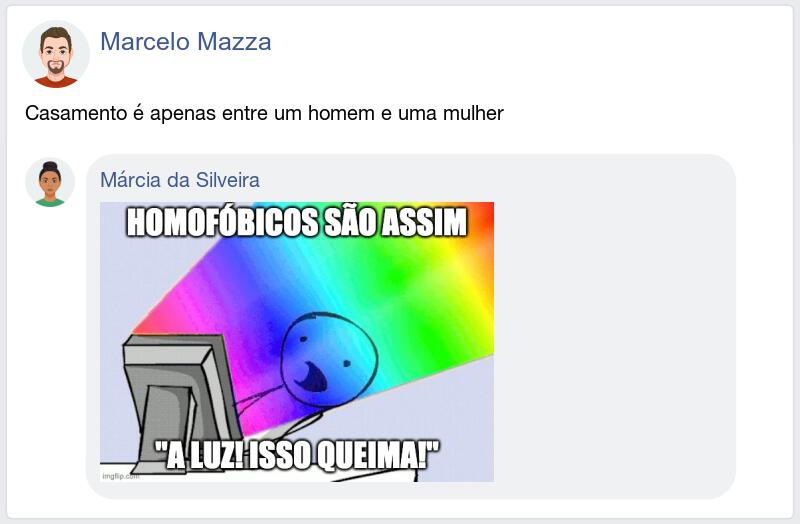 Marcelo Mazza
Casamento é apenas entre um homem e uma mulher
Márcia da Silveira
HOMOFÓBICOS SÃO ASSIM
"A LUZ! ISSO QUEIMA!"
imgflip.com